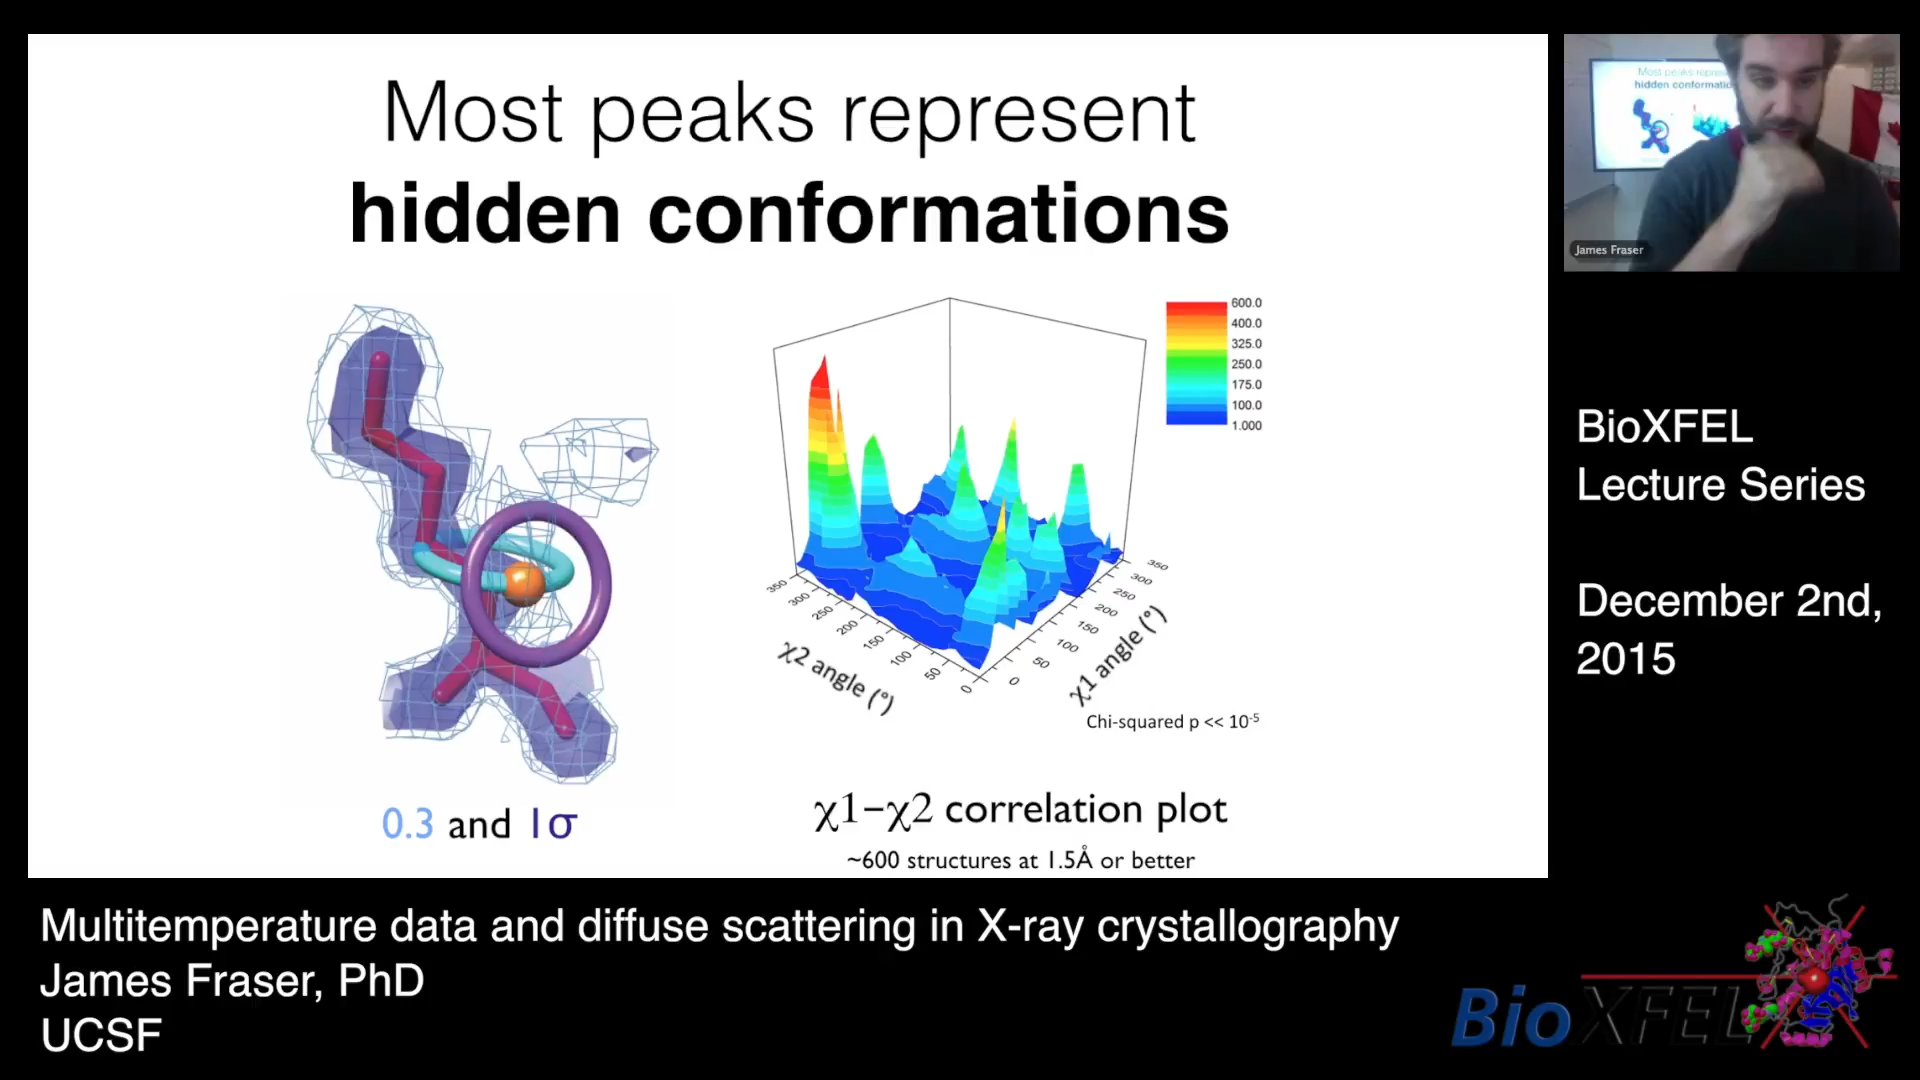 Most peaks represent
hidden conformations
600.0
400.0
325.0
250.0
175.0
100.0
1.000
350
300
250
200
150
100
50
0
χ2 angle (°)
350
300
250
200
150
100
50
0
χ1 angle (°)
Chi-squared p << 10-5
0.3 and 1σ
χ1–χ2 correlation plot
~600 structures at 1.5Å or better
Most peaks
hidden
James Fraser
BioXFEL
Lecture Series
December 2nd,
2015
Multitemperature data and diffuse scattering in X-ray crystallography
James Fraser, PhD
UCSF
BioXFEL